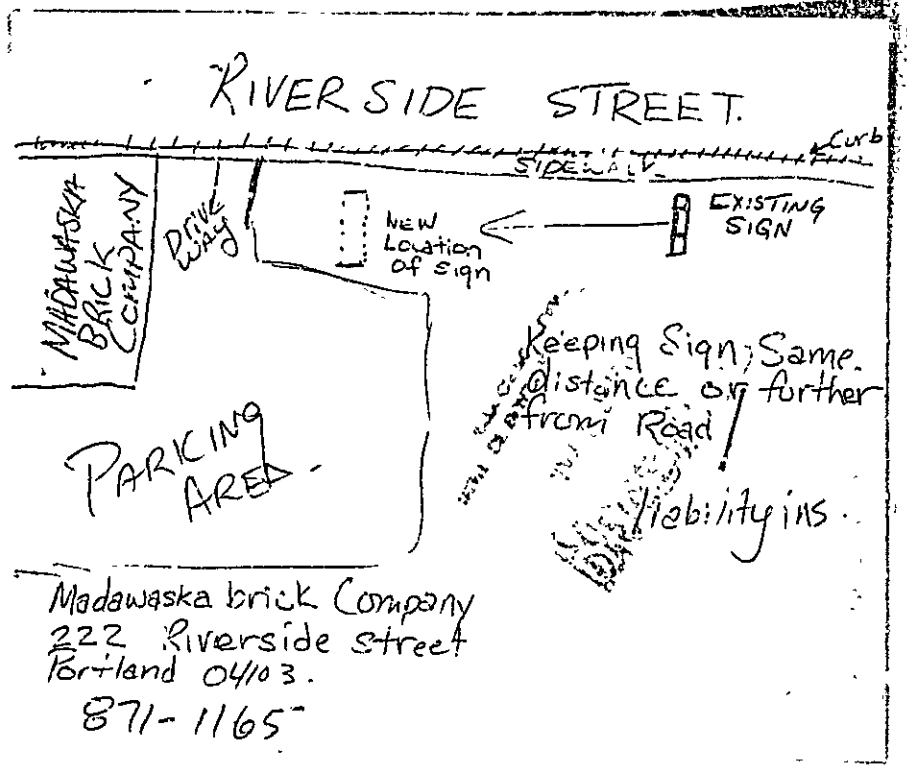 RIVERSIDE STREET.
Curb
SIDEWALK
MADAWASKA
BRICK
COMPANY
Drive
way
NEW
Location
of sign
EXISTING
SIGN
Keeping Sign Same
distance or further
from Road
liability ins.
PARKING
AREA.
Madawaska brick Company
222 Riverside street
Portland 04103.
871-1165